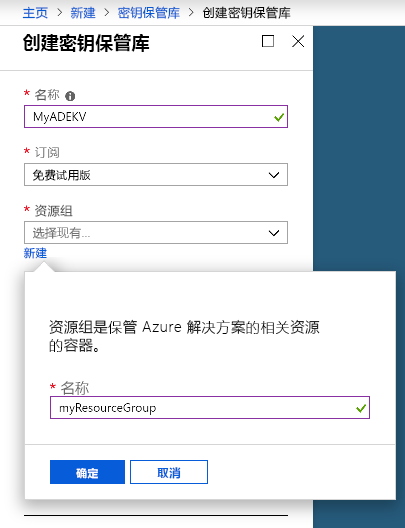 主页 > 新建 > 密钥保管库 > 创建密钥保管库
创建密钥保管库
* 名称
MyADEKV
* 订阅
免费试用版
* 资源组
选择现有...
新建
资源组是保管 Azure 解决方案的相关资源
的容器。
* 名称
myResourceGroup
确定 取消